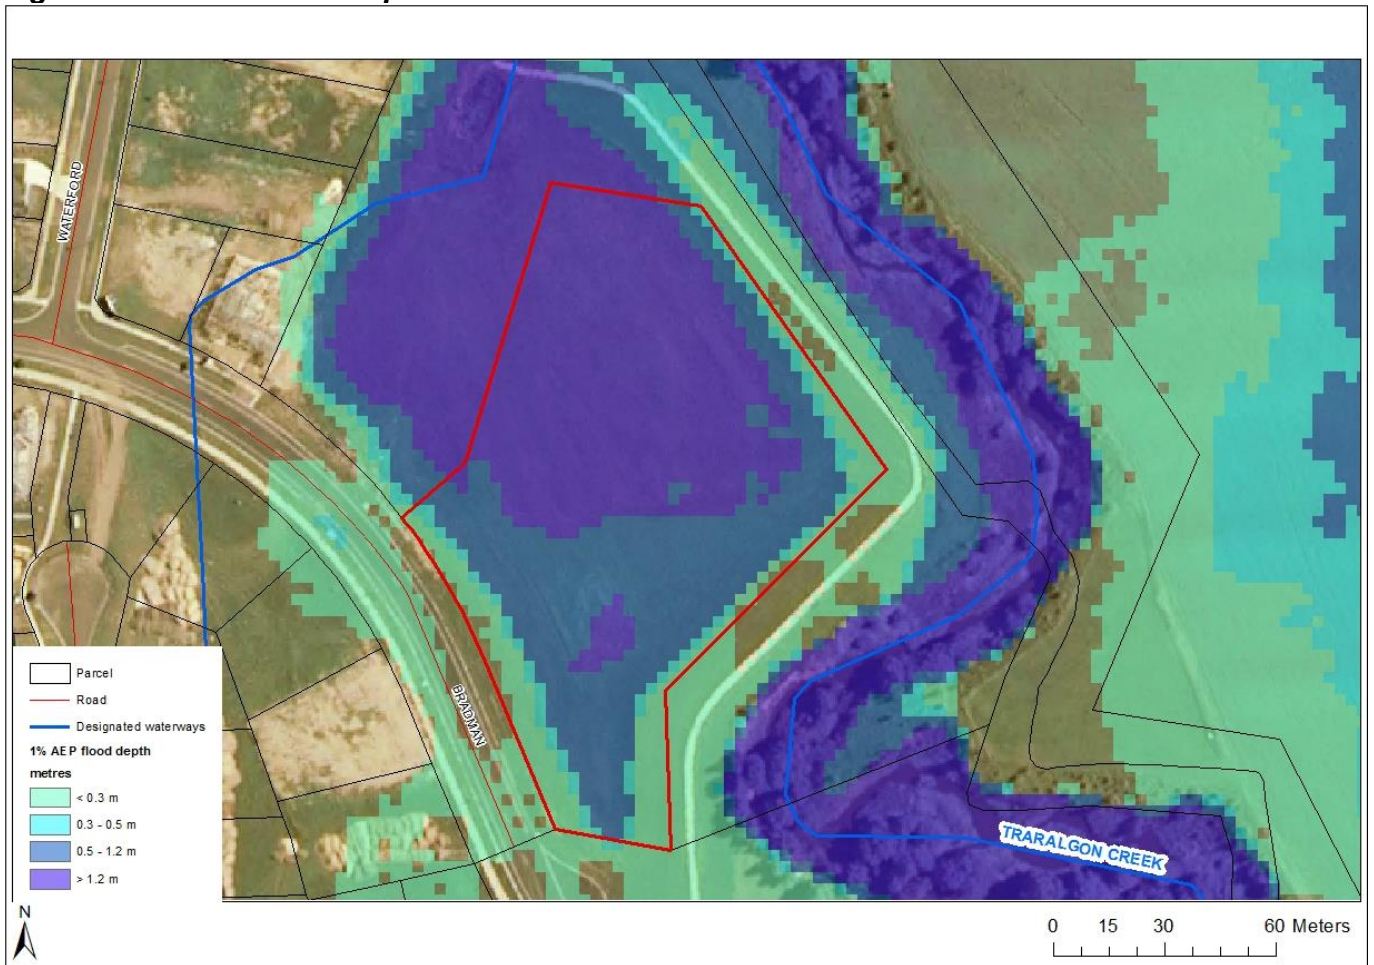 WATERFORD
BRADMAN
TRARALGON CREEK
Parcel
Road
Designated waterways
1% AEP flood depth
metres
< 0.3 m
0.3 - 0.5 m
0.5 - 1.2 m
> 1.2 m
N
0 15 30 60 Meters